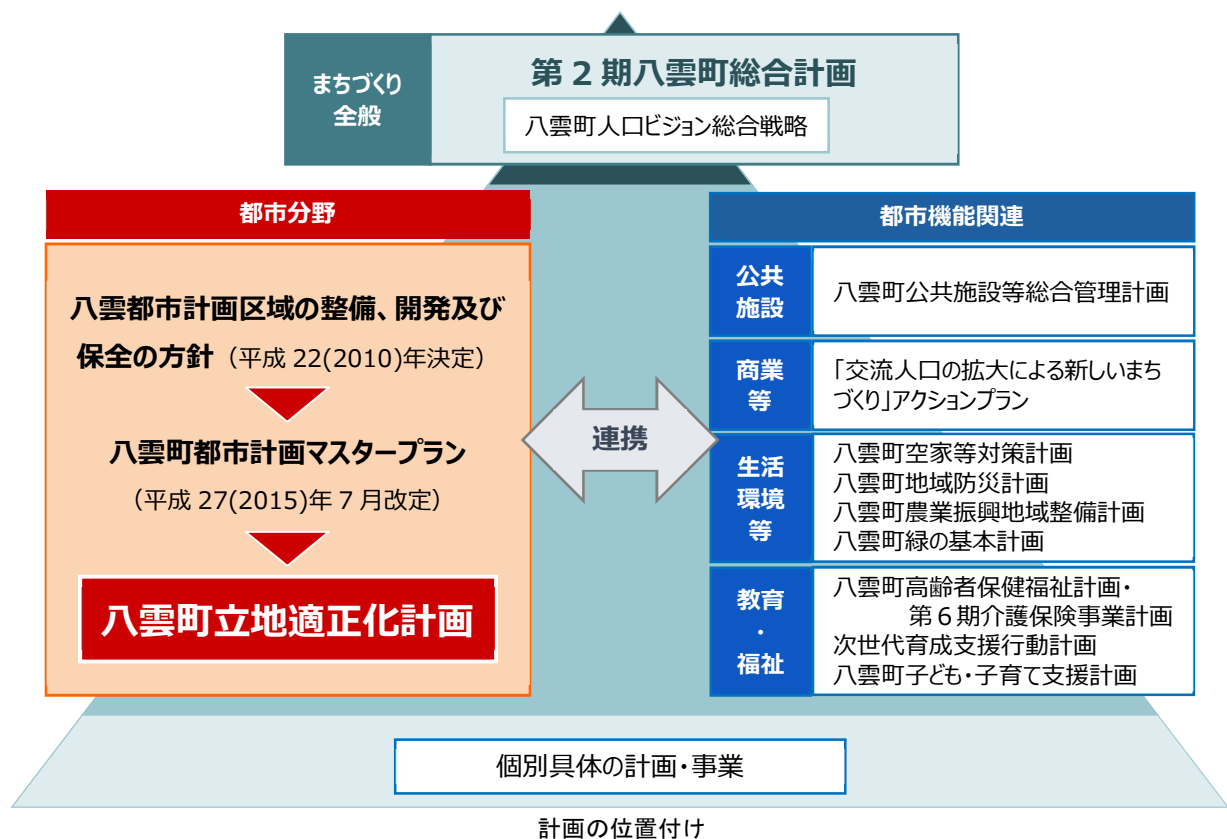 まちづくり
全般
第2期八雲町総合計画
八雲町人口ビジョン総合戦略
都市分野
八雲都市計画区域の整備、開発及び
保全の方針（平成 22(2010)年決定）
八雲町都市計画マスタープラン
（平成 27(2015)年 7 月改定）
八雲町立地適正化計画
連携
都市機能関連
公共
施設
八雲町公共施設等総合管理計画
商業
等
「交流人口の拡大による新しいまち
づくり」アクションプラン
生活
環境
等
八雲町空家等対策計画
八雲町地域防災計画
八雲町農業振興地域整備計画
八雲町緑の基本計画
教育
・
福祉
八雲町高齢者保健福祉計画・
第６期介護保険事業計画
次世代育成支援行動計画
八雲町子ども・子育て支援計画
個別具体の計画・事業
計画の位置付け